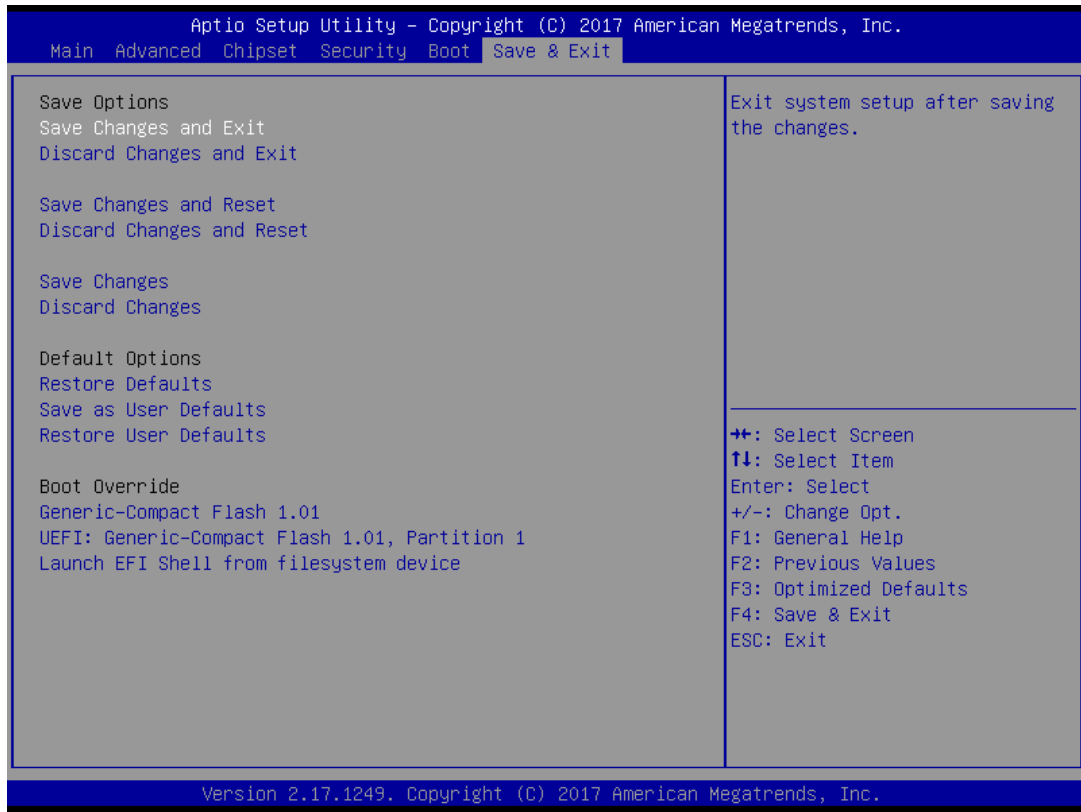 Aptio Setup Utility – Copyright (C) 2017 American Megatrends, Inc.
Main Advanced Chipset Security Boot Save & Exit
Save Options
Save Changes and Exit
Discard Changes and Exit
Save Changes and Reset
Discard Changes and Reset
Save Changes
Discard Changes
Default Options
Restore Defaults
Save as User Defaults
Restore User Defaults
Boot Override
Generic-Compact Flash 1.01
UEFI: Generic-Compact Flash 1.01, Partition 1
Launch EFI Shell from filesystem device
Exit system setup after saving
the changes.
→←: Select Screen
↑↓: Select Item
Enter: Select
+/-: Change Opt.
F1: General Help
F2: Previous Values
F3: Optimized Defaults
F4: Save & Exit
ESC: Exit
Version 2.17.1249. Copyright (C) 2017 American Megatrends, Inc.